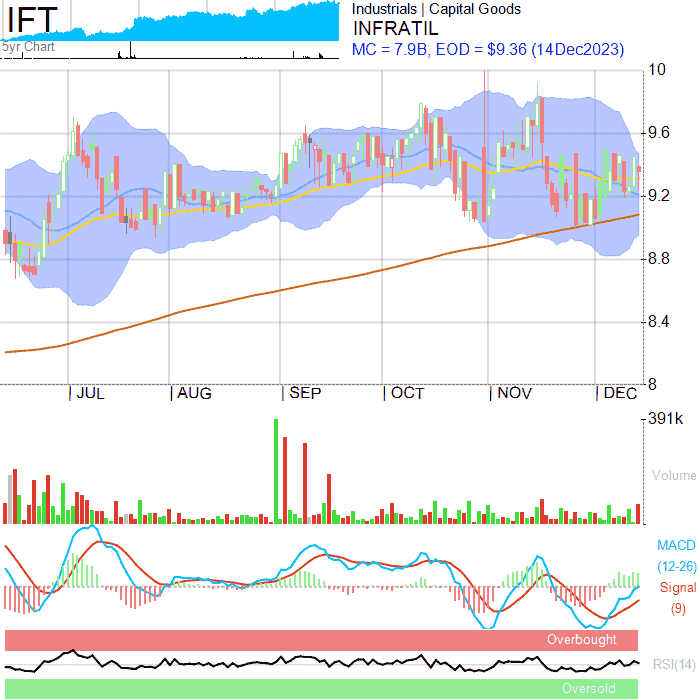 IFT
5yr Chart
Industrials | Capital Goods
INFRATIL
MC = 7.9B, EOD = $9.36 (14Dec2023)
10
9.6
9.2
8.8
8.4
8
JUL AUG SEP OCT NOV DEC
391k
Volume
MACD
(12-26)
Signal
(9)
Overbought
RSI(14)
Oversold